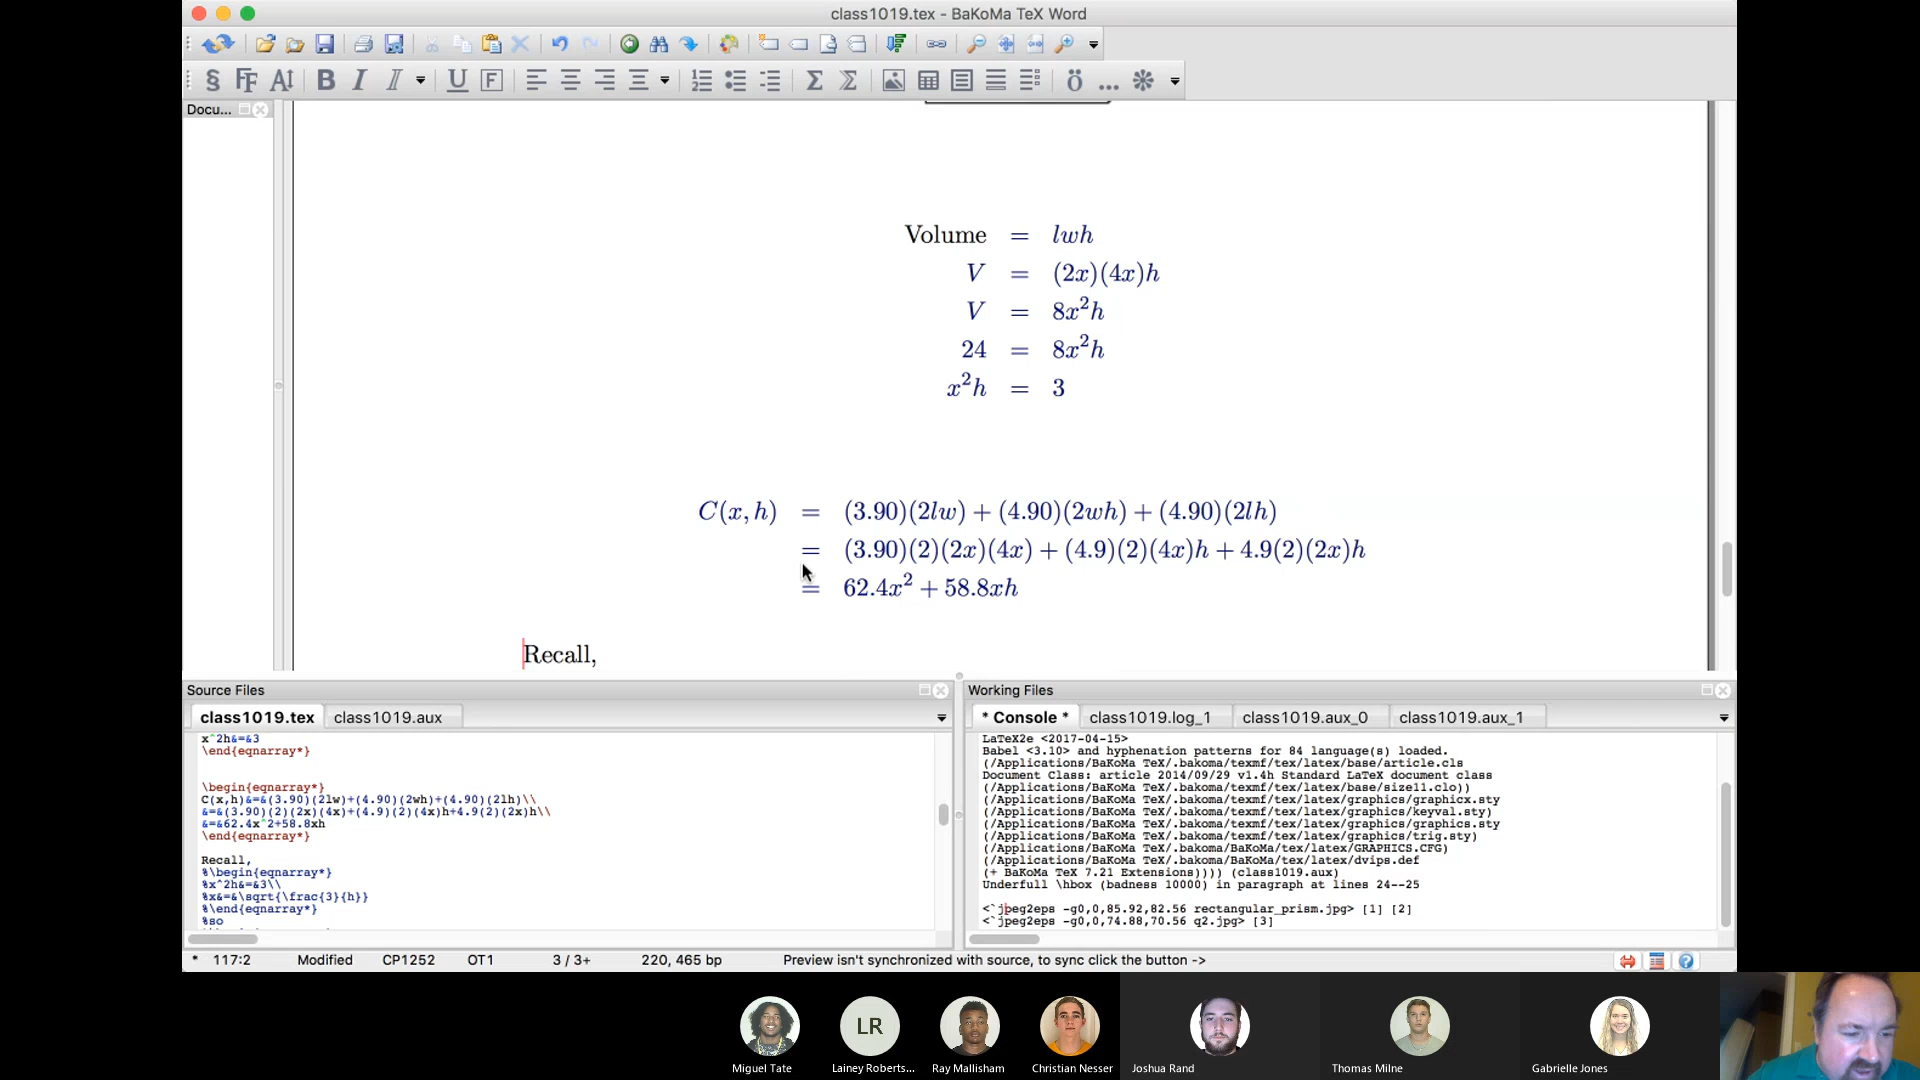 class1019.tex - BaKoMa TeX Word
Docu...
Volume = lwh
V = (2x)(4x)h
V = 8x²h
24 = 8x²h
x²h = 3
C(x, h) = (3.90)(2lw) + (4.90)(2wh) + (4.90)(2lh)
= (3.90)(2)(2x)(4x) + (4.9)(2)(4x)h + 4.9(2)(2x)h
= 62.4x² + 58.8xh
Recall,
Source Files
class1019.tex class1019.aux
x^2h&=&3
\end{eqnarray*}
\begin{eqnarray*}
C(x,h)&=&(3.90)(2lw)+(4.90)(2wh)+(4.90)(2lh)\\
&=&(3.90)(2)(2x)(4x)+(4.9)(2)(4x)h+4.9(2)(2x)h\\
&=&62.4x^2+58.8xh
\end{eqnarray*}
Recall,
%\begin{eqnarray*}
%x^2h&=&3\\
%x&=&\sqrt{\frac{3}{h}}
%\end{eqnarray*}
%so
Working Files
* Console * class1019.log_1 class1019.aux_0 class1019.aux_1
LaTeX2e <2017-04-15>
Babel <3.10> and hyphenation patterns for 84 language(s) loaded.
(/Applications/BaKoMa TeX/.bakoma/texmf/tex/latex/base/article.cls
Document Class: article 2014/09/29 v1.4h Standard LaTeX document class
(/Applications/BaKoMa TeX/.bakoma/texmf/tex/latex/base/size11.clo))
(/Applications/BaKoMa TeX/.bakoma/texmf/tex/latex/graphics/graphicx.sty
(/Applications/BaKoMa TeX/.bakoma/texmf/tex/latex/graphics/keyval.sty)
(/Applications/BaKoMa TeX/.bakoma/texmf/tex/latex/graphics/graphics.sty
(/Applications/BaKoMa TeX/.bakoma/texmf/tex/latex/graphics/trig.sty)
(/Applications/BaKoMa TeX/.bakoma/BaKoMa/tex/latex/GRAPHICS.CFG)
(/Applications/BaKoMa TeX/.bakoma/BaKoMa/tex/latex/dvips.def
(+ BaKoMa TeX 7.21 Extensions)))) (class1019.aux)
Underfull \hbox (badness 10000) in paragraph at lines 24--25
<`jpeg2eps -g0,0,85.92,82.56 rectangular_prism.jpg> [1] [2]
<`jpeg2eps -g0,0,74.88,70.56 q2.jpg> [3]
* 117:2 Modified CP1252 OT1 3 / 3+ 220, 465 bp Preview isn't synchronized with source, to sync click the button ->
LR
Miguel Tate Lainey Roberts... Ray Mallisham Christian Nesser Joshua Rand Thomas Milne Gabrielle Jones